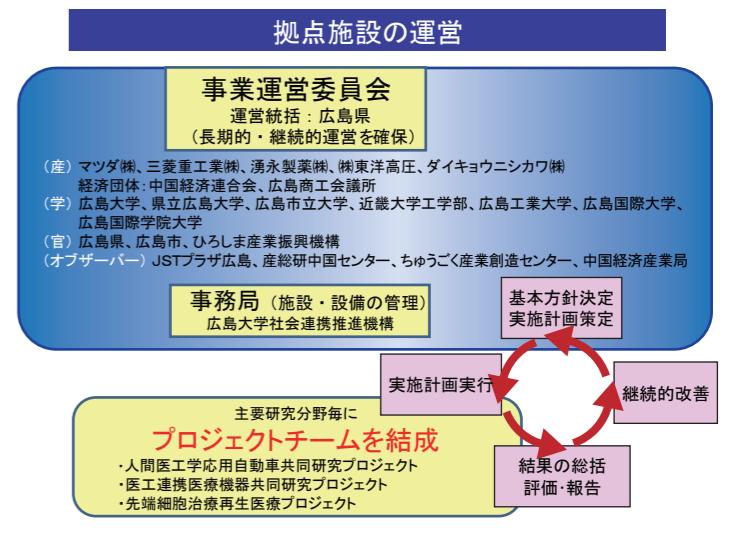 拠点施設の運営
事業運営委員会
運営統括：広島県
（長期的・継続的運営を確保）
（産）マツダ㈱、三菱重工業㈱、湧永製薬㈱、㈱東洋高圧、ダイキョウニシカワ㈱
経済団体：中国経済連合会、広島商工会議所
（学）広島大学、県立広島大学、広島市立大学、近畿大学工学部、広島工業大学、広島国際大学、
広島国際学院大学
（官）広島県、広島市、ひろしま産業振興機構
（オブザーバー）JSTプラザ広島、産総研中国センター、ちゅうごく産業創造センター、中国経済産業局
事務局（施設・設備の管理）
広島大学社会連携推進機構
基本方針決定
実施計画策定
実施計画実行
継続的改善
結果の総括
評価・報告
主要研究分野毎に
プロジェクトチームを結成
・人間医工学応用自動車共同研究プロジェクト
・医工連携医療機器共同研究プロジェクト
・先端細胞治療再生医療プロジェクト